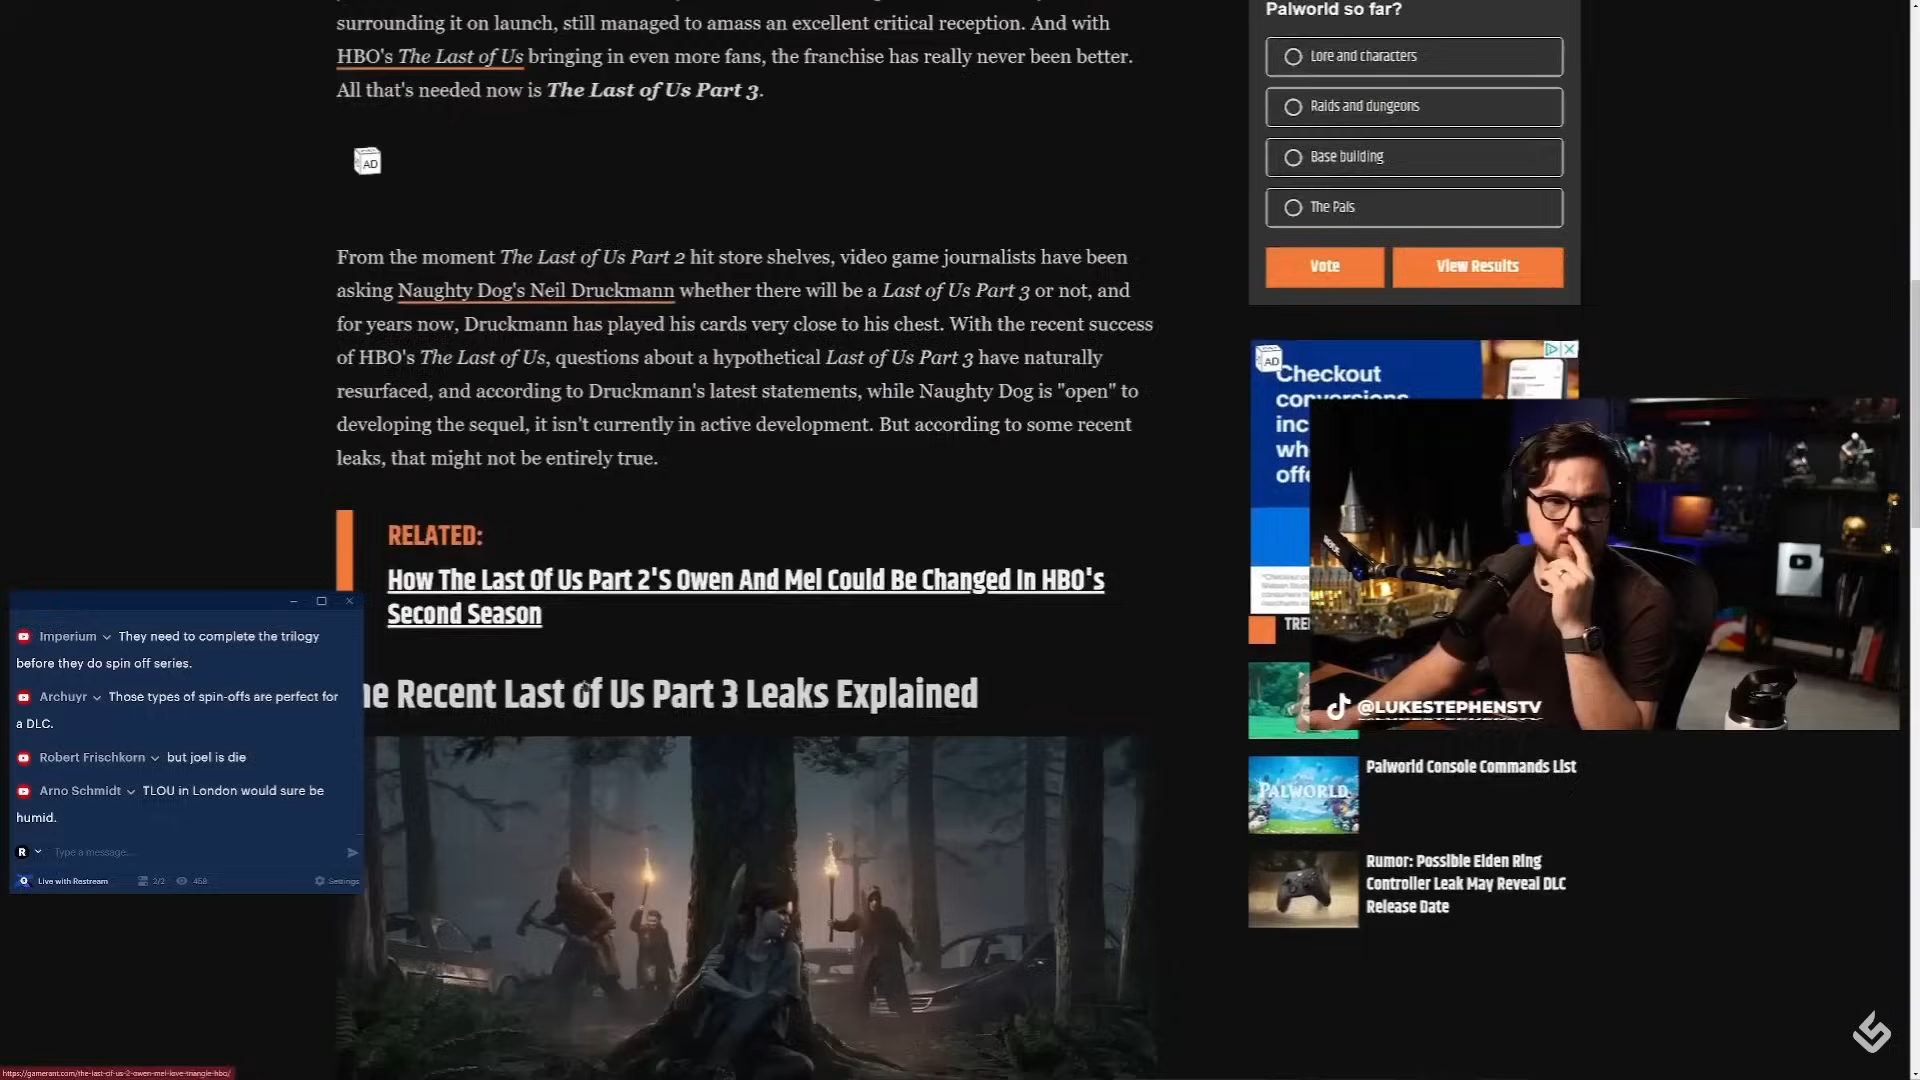 surrounding it on launch, still managed to amass an excellent critical reception. And with
HBO's The Last of Us bringing in even more fans, the franchise has really never been better.
All that's needed now is The Last of Us Part 3.
AD
From the moment The Last of Us Part 2 hit store shelves, video game journalists have been
asking Naughty Dog's Neil Druckmann whether there will be a Last of Us Part 3 or not, and
for years now, Druckmann has played his cards very close to his chest. With the recent success
of HBO's The Last of Us, questions about a hypothetical Last of Us Part 3 have naturally
resurfaced, and according to Druckmann's latest statements, while Naughty Dog is "open" to
developing the sequel, it isn't currently in active development. But according to some recent
leaks, that might not be entirely true.
RELATED:
How The Last Of Us Part 2'S Owen And Mel Could Be Changed In HBO's
Second Season
he Recent Last of Us Part 3 Leaks Explained
Palworld so far?
Lore and characters
Raids and dungeons
Base building
The Pals
Vote
View Results
AD
Checkout
conversions
inc
wh
offe
TRE
@LUKESTEPHENSTV
PALWORLD
Palworld Console Commands List
Rumor: Possible Elden Ring
Controller Leak May Reveal DLC
Release Date
Imperium They need to complete the trilogy
before they do spin off series.
Archuyr Those types of spin-offs are perfect for
a DLC.
Robert Frischkorn but joel is die
Arno Schmidt TLOU in London would sure be
humid.
R Type a message...
Live with Restream 2/2 458 Settings
https://gamerant.com/the-last-of-us-2-owen-mel-love-triangle-hbo/